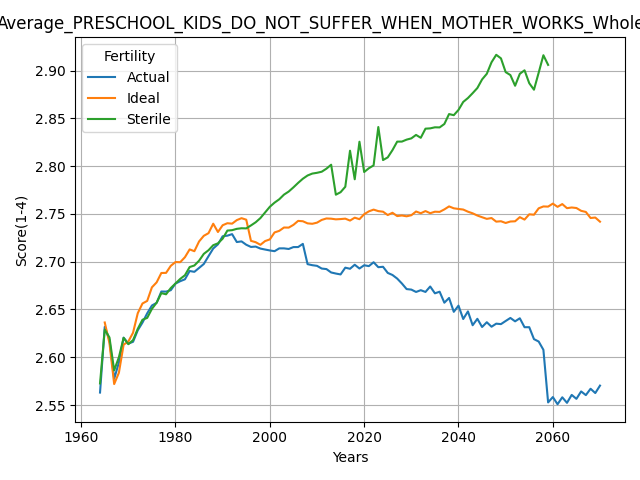 Average_PRESCHOOL_KIDS_DO_NOT_SUFFER_WHEN_MOTHER_WORKS_Whole
Fertility
Actual
Ideal
Sterile
Score(1-4)
2.90
2.85
2.80
2.75
2.70
2.65
2.60
2.55
1960 1980 2000 2020 2040 2060
Years